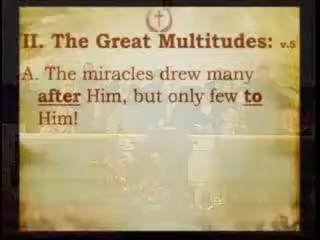 II. The Great Multitudes: v.5
A. The miracles drew many
after Him, but only few to
Him!